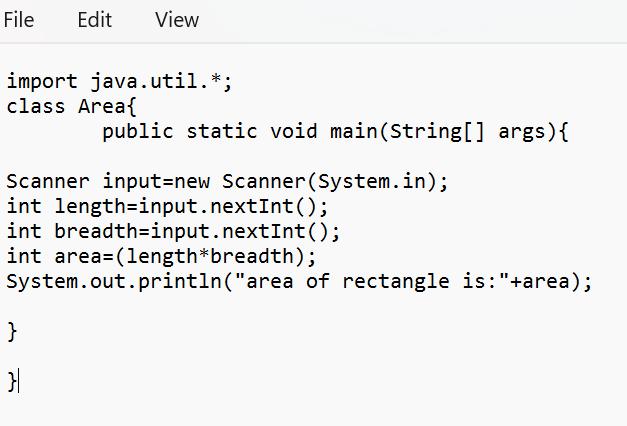 File Edit View
import java.util.*;
class Area{
public static void main(String[] args){
Scanner input=new Scanner(System.in);
int length=input.nextInt();
int breadth=input.nextInt();
int area=(length*breadth);
System.out.println("area of rectangle is:"+area);
}
}